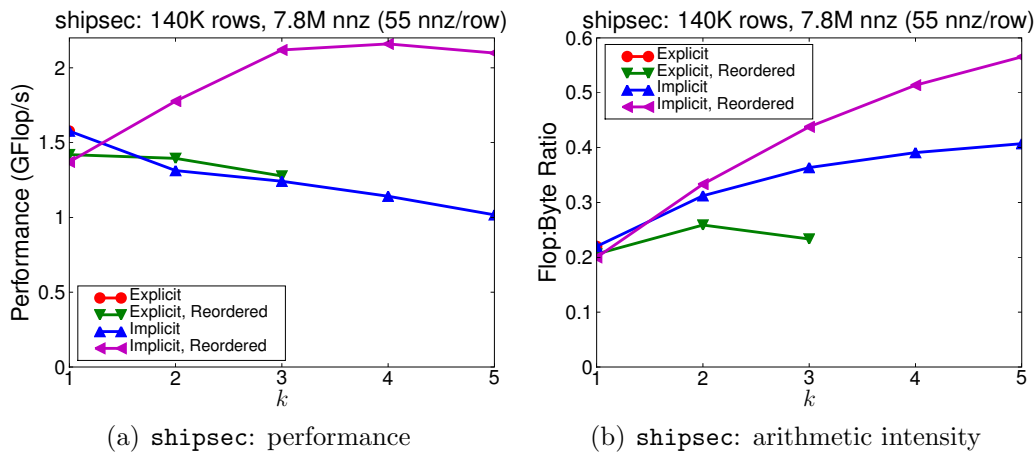 shipsec: 140K rows, 7.8M nnz (55 nnz/row)
2
1.5
1
0.5
0
Performance (GFlop/s)
Explicit
Explicit, Reordered
Implicit
Implicit, Reordered
1 2 3 4 5
k
(a) shipsec: performance
shipsec: 140K rows, 7.8M nnz (55 nnz/row)
0.6
0.5
0.4
0.3
0.2
0.1
0
Flop:Byte Ratio
Explicit
Explicit, Reordered
Implicit
Implicit, Reordered
1 2 3 4 5
k
(b) shipsec: arithmetic intensity